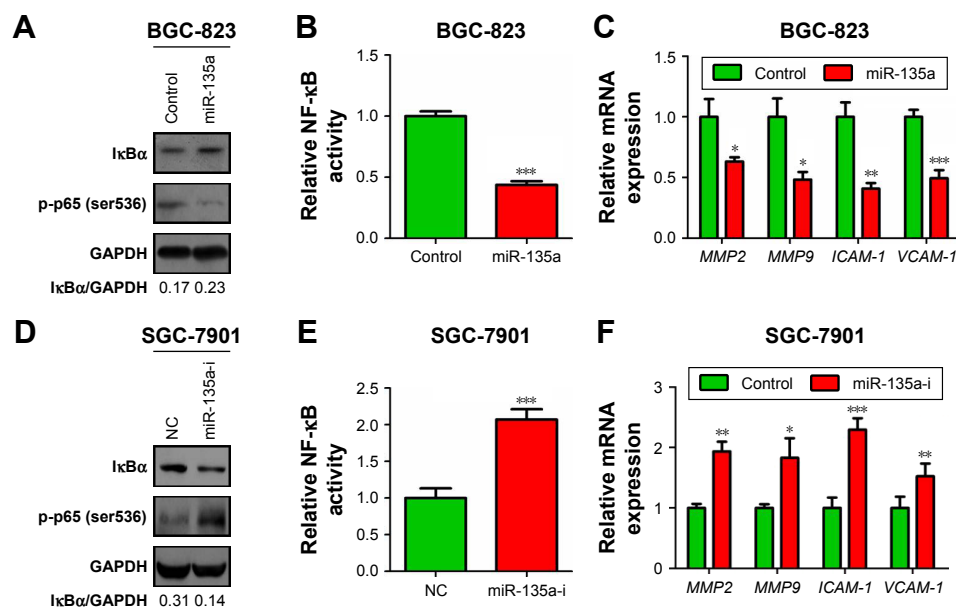 A
BGC-823
Control
miR-135a
IκBα
p-p65 (ser536)
GAPDH
IκBα/GAPDH 0.17 0.23
B
BGC-823
Relative NF-κB
activity
1.5
1.0
0.5
0.0
***
Control
miR-135a
C
BGC-823
Relative mRNA
expression
1.5
1.0
0.5
0.0
Control
miR-135a
*
*
**
***
MMP2
MMP9
ICAM-1
VCAM-1
D
SGC-7901
NC
miR-135a-i
IκBα
p-p65 (ser536)
GAPDH
IκBα/GAPDH 0.31 0.14
E
SGC-7901
Relative NF-κB
activity
2.5
2.0
1.5
1.0
0.5
0.0
***
NC
miR-135a-i
F
SGC-7901
Relative mRNA
expression
3
2
1
0
Control
miR-135a-i
**
*
***
**
MMP2
MMP9
ICAM-1
VCAM-1